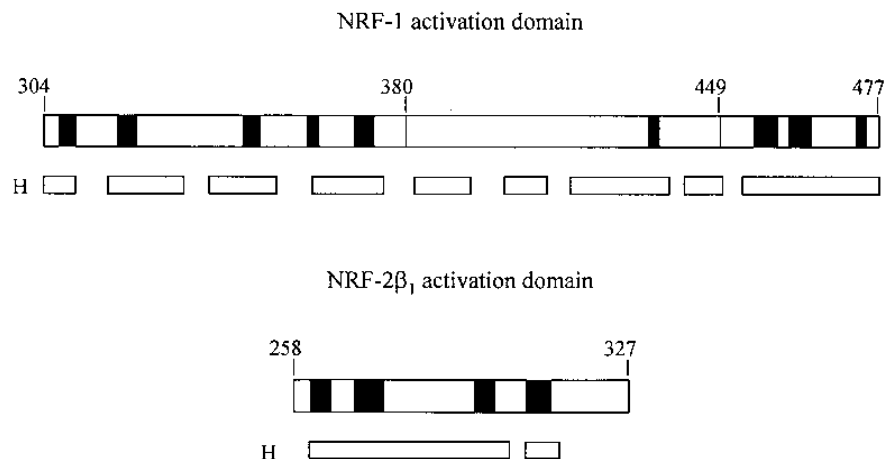 NRF-1 activation domain
304 380 449 477
H
NRF-2β₁ activation domain
258 327
H